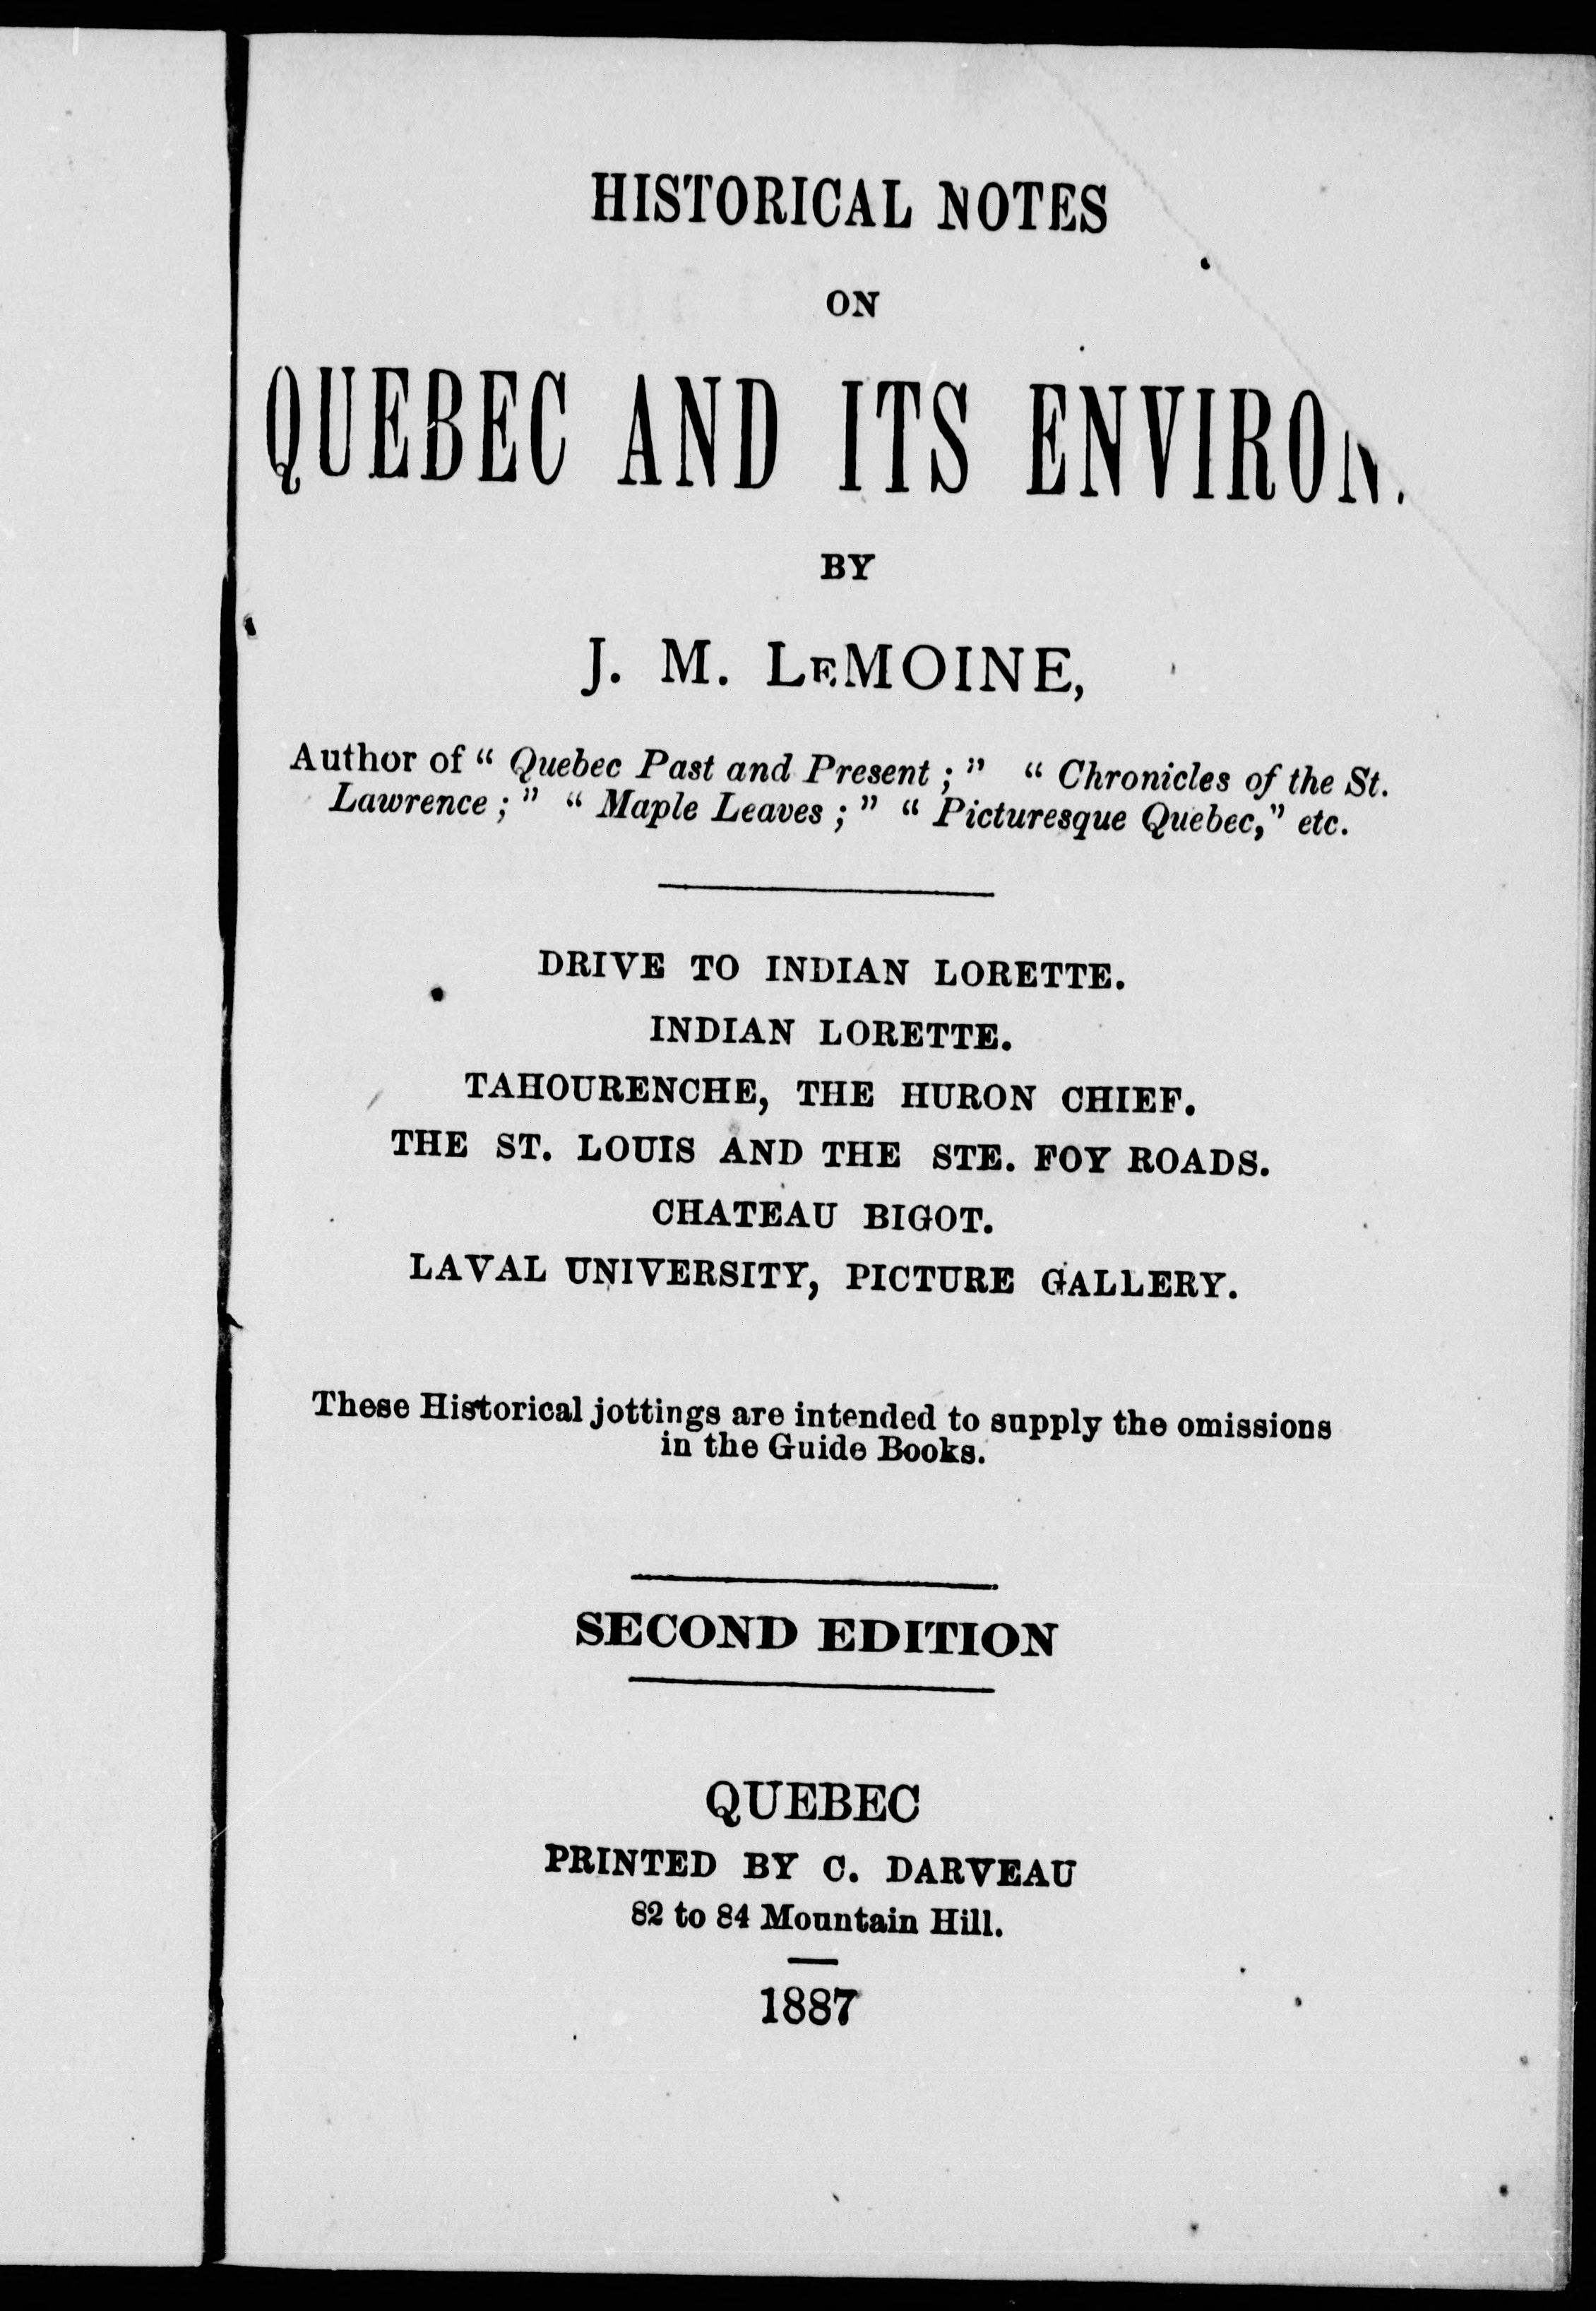 HISTORICAL NOTES
ON
QUEBEC AND ITS ENVIRON
BY
J. M. LEMOINE,
Author of “ Quebec Past and Present ; ” “ Chronicles of the St.
Lawrence ; ” “ Maple Leaves ; ” “ Picturesque Quebec,” etc.
DRIVE TO INDIAN LORETTE.
INDIAN LORETTE.
TAHOURENCHE, THE HURON CHIEF.
THE ST. LOUIS AND THE STE. FOY ROADS.
CHATEAU BIGOT.
LAVAL UNIVERSITY, PICTURE GALLERY.
These Historical jottings are intended to supply the omissions
in the Guide Books.
SECOND EDITION
QUEBEC
PRINTED BY C. DARVEAU
82 to 84 Mountain Hill.
1887